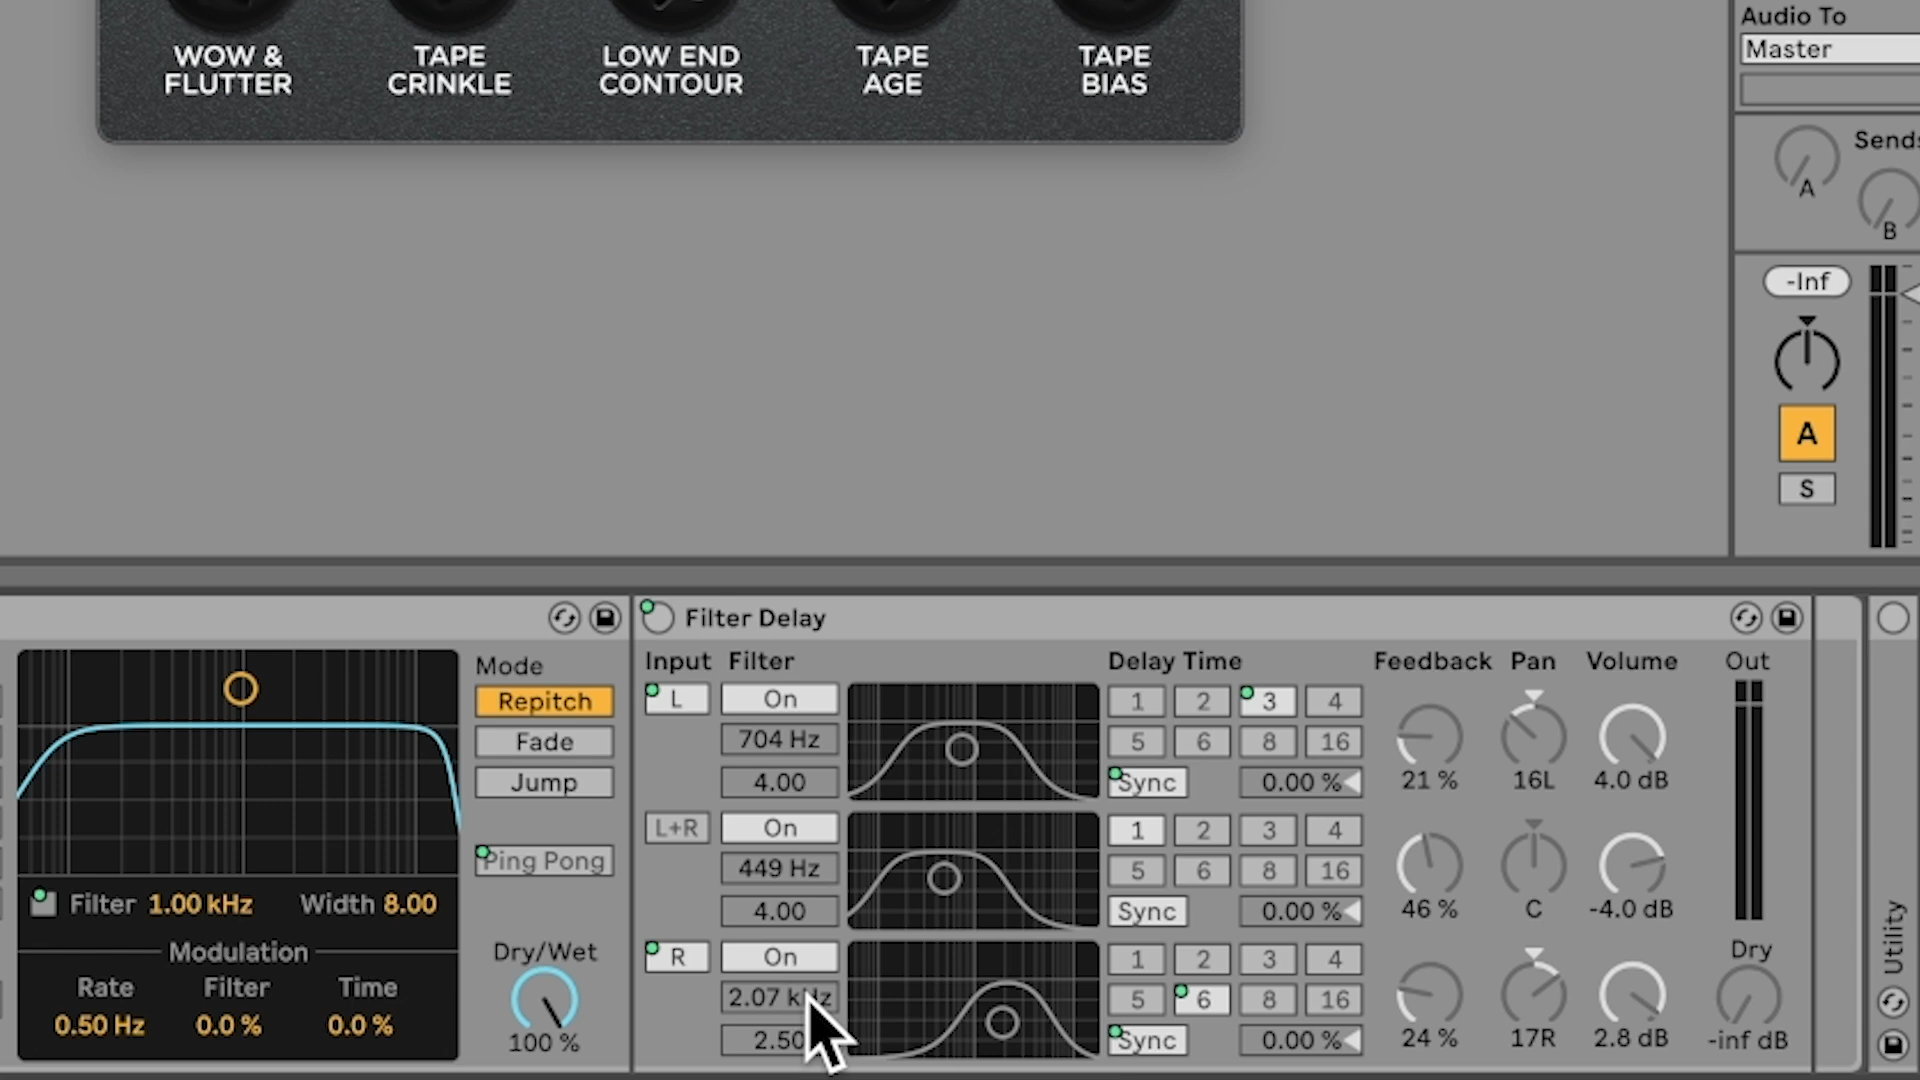 WOW &
FLUTTER
TAPE
CRINKLE
LOW END
CONTOUR
TAPE
AGE
TAPE
BIAS
Audio To
Master
Sends
A
B
-Inf
A
S
Mode
Repitch
Fade
Jump
Ping Pong
Filter 1.00 kHz Width 8.00
Modulation
Rate Filter Time
0.50 Hz 0.0 % 0.0 %
Dry/Wet
100 %
Filter Delay
Input Filter Delay Time Feedback Pan Volume Out
L On 1 2 3 4
704 Hz 5 6 8 16
4.00 Sync 0.00 % 21 % 16L 4.0 dB
L+R On 1 2 3 4
449 Hz 5 6 8 16
4.00 Sync 0.00 % 46 % C -4.0 dB
R On 1 2 3 4 Dry
2.07 kHz 5 6 8 16
2.50 Sync 0.00 % 24 % 17R 2.8 dB -inf dB
Utility